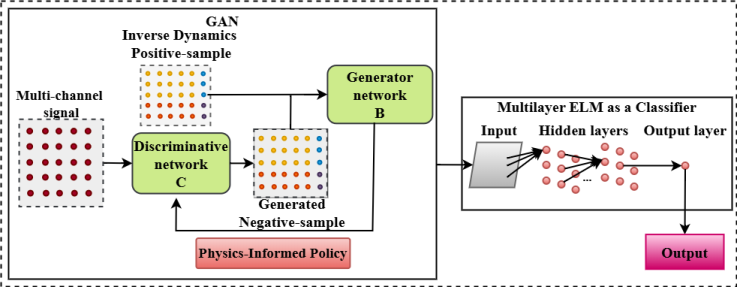 GAN
Inverse Dynamics
Positive-sample
Multi-channel
signal
Discriminative
network
C
Generated
Negative-sample
Generator
network
B
Physics-Informed Policy
Multilayer ELM as a Classifier
Input
Hidden layers
Output layer
...
Output